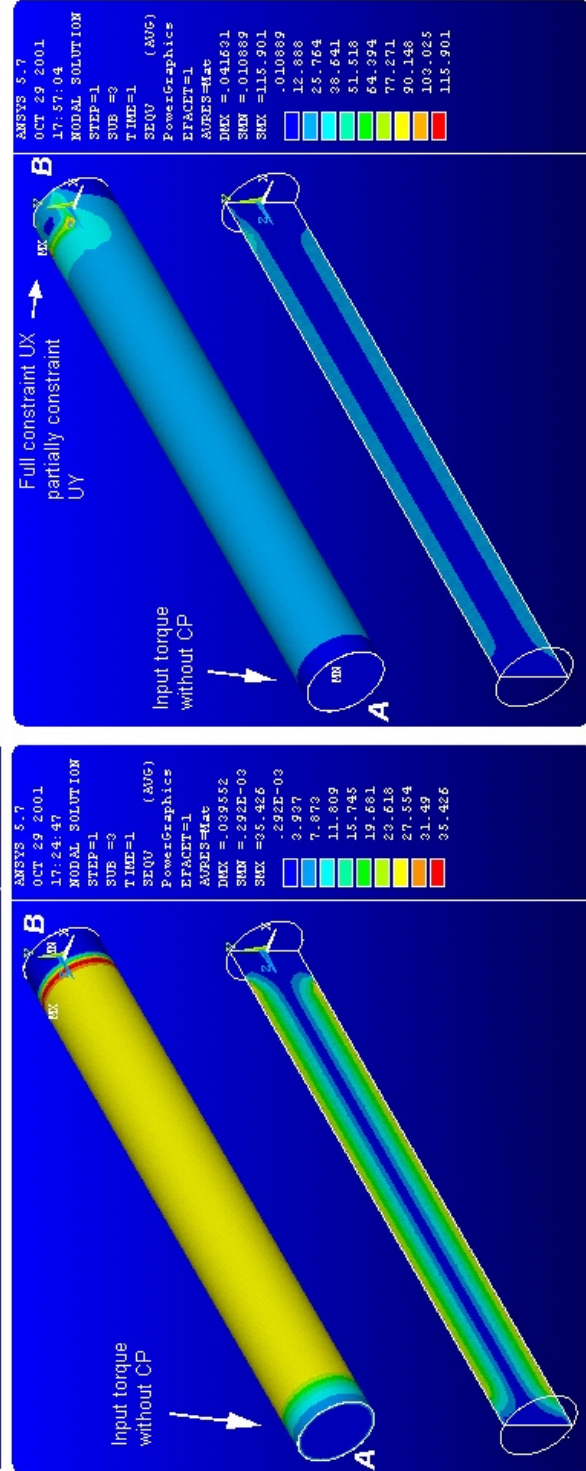 ANSYS 5.7
OCT 29 2001
17:24:47
NODAL SOLUTION
STEP=1
SUB =3
TIME=1
SEQV (AVG)
PowerGraphics
EFACET=1
AVRES=Mat
DMX =.039552
SMN =.292E-03
SMX =35.426
.292E-03
3.937
7.873
11.809
15.745
19.681
23.618
27.554
31.49
35.426
Input torque
without CP
A
B
MX
MN
Y
Z
ANSYS 5.7
OCT 29 2001
17:57:04
NODAL SOLUTION
STEP=1
SUB =3
TIME=1
SEQV (AVG)
PowerGraphics
EFACET=1
AVRES=Mat
DMX =.041631
SMN =.010889
SMX =115.901
.010889
12.888
25.764
38.641
51.518
64.394
77.271
90.148
103.025
115.901
Full constraint UX
partially constraint
UY
Input torque
without CP
A
B
MX
MN